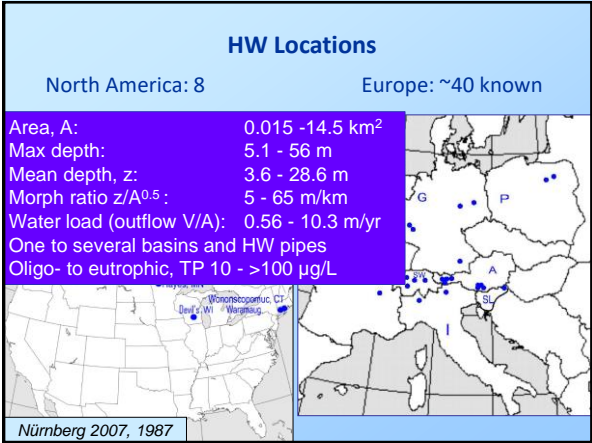 HW Locations
North America: 8
Europe: ~40 known
Area, A: 0.015 -14.5 km²
Max depth: 5.1 - 56 m
Mean depth, z: 3.6 - 28.6 m
Morph ratio z/A⁰·⁵ : 5 - 65 m/km
Water load (outflow V/A): 0.56 - 10.3 m/yr
One to several basins and HW pipes
Oligo- to eutrophic, TP 10 - >100 µg/L
Wononscopomuc, CT
Devil's, WI
Waramaug,
G
P
SW
A
SL
I
Nürnberg 2007, 1987